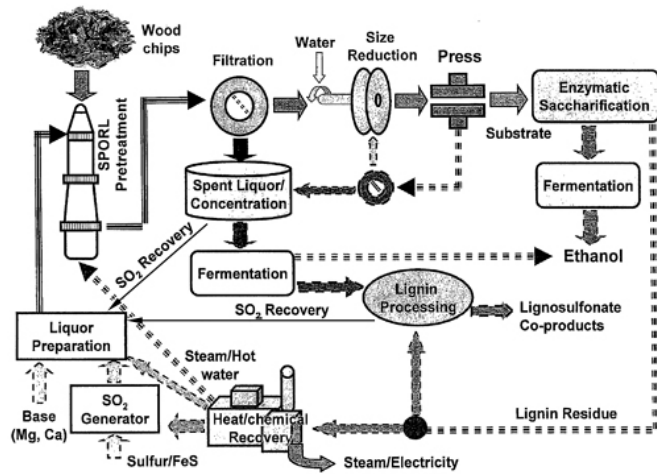 Wood
chips
Filtration
Water
Size
Reduction
Press
Enzymatic
Saccharification
SPORL
Pretreatment
Substrate
Spent Liquor/
Concentration
Fermentation
SO2 Recovery
Fermentation
Ethanol
Lignin
Processing
SO2 Recovery
Lignosulfonate
Co-products
Liquor
Preparation
Steam/Hot
water
Base
(Mg, Ca)
SO2
Generator
Heat/chemical
Recovery
Lignin Residue
Sulfur/FeS
Steam/Electricity